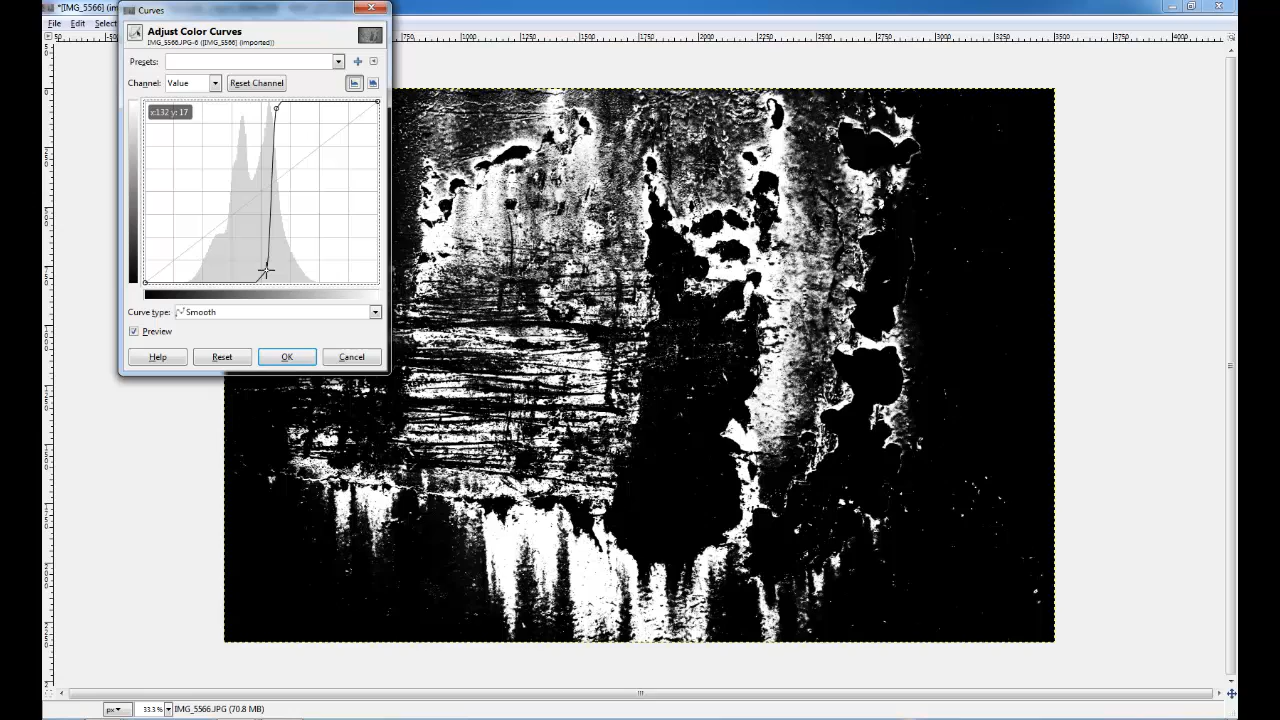 *[IMG_5566] (im
Curves
File Edit Select
Adjust Color Curves
IMG_5566.JPG-6 ([IMG_5566] (imported))
750 1000 1250 1500 1750 2000 2250 2500 2750 3000 3250 3500 3750 4000
Presets:
Channel: Value Reset Channel
x:132 y: 17
Curve type: Smooth
Preview
Help Reset OK Cancel
px 33.3 % IMG_5566.JPG (70.8 MB)